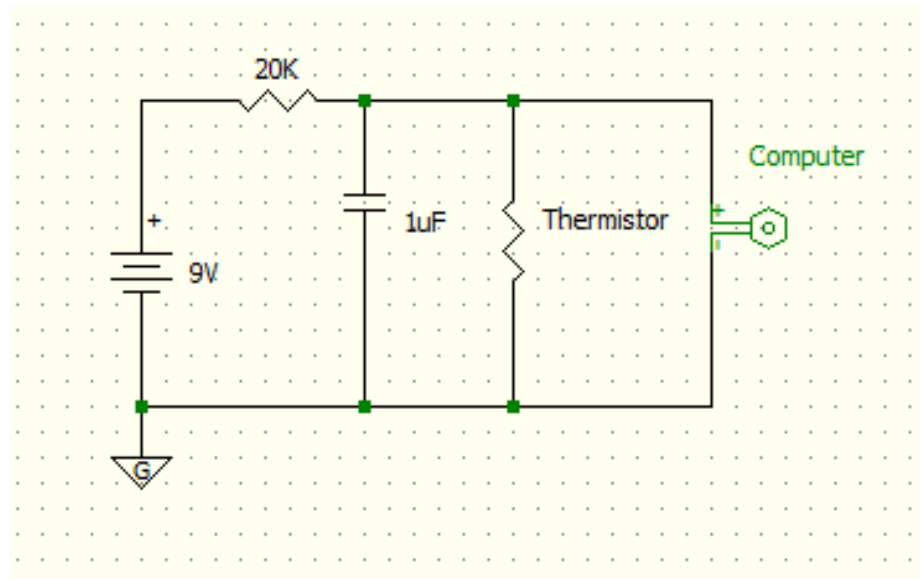 20K
Computer
+
1uF
Thermistor
+
9V
-
G